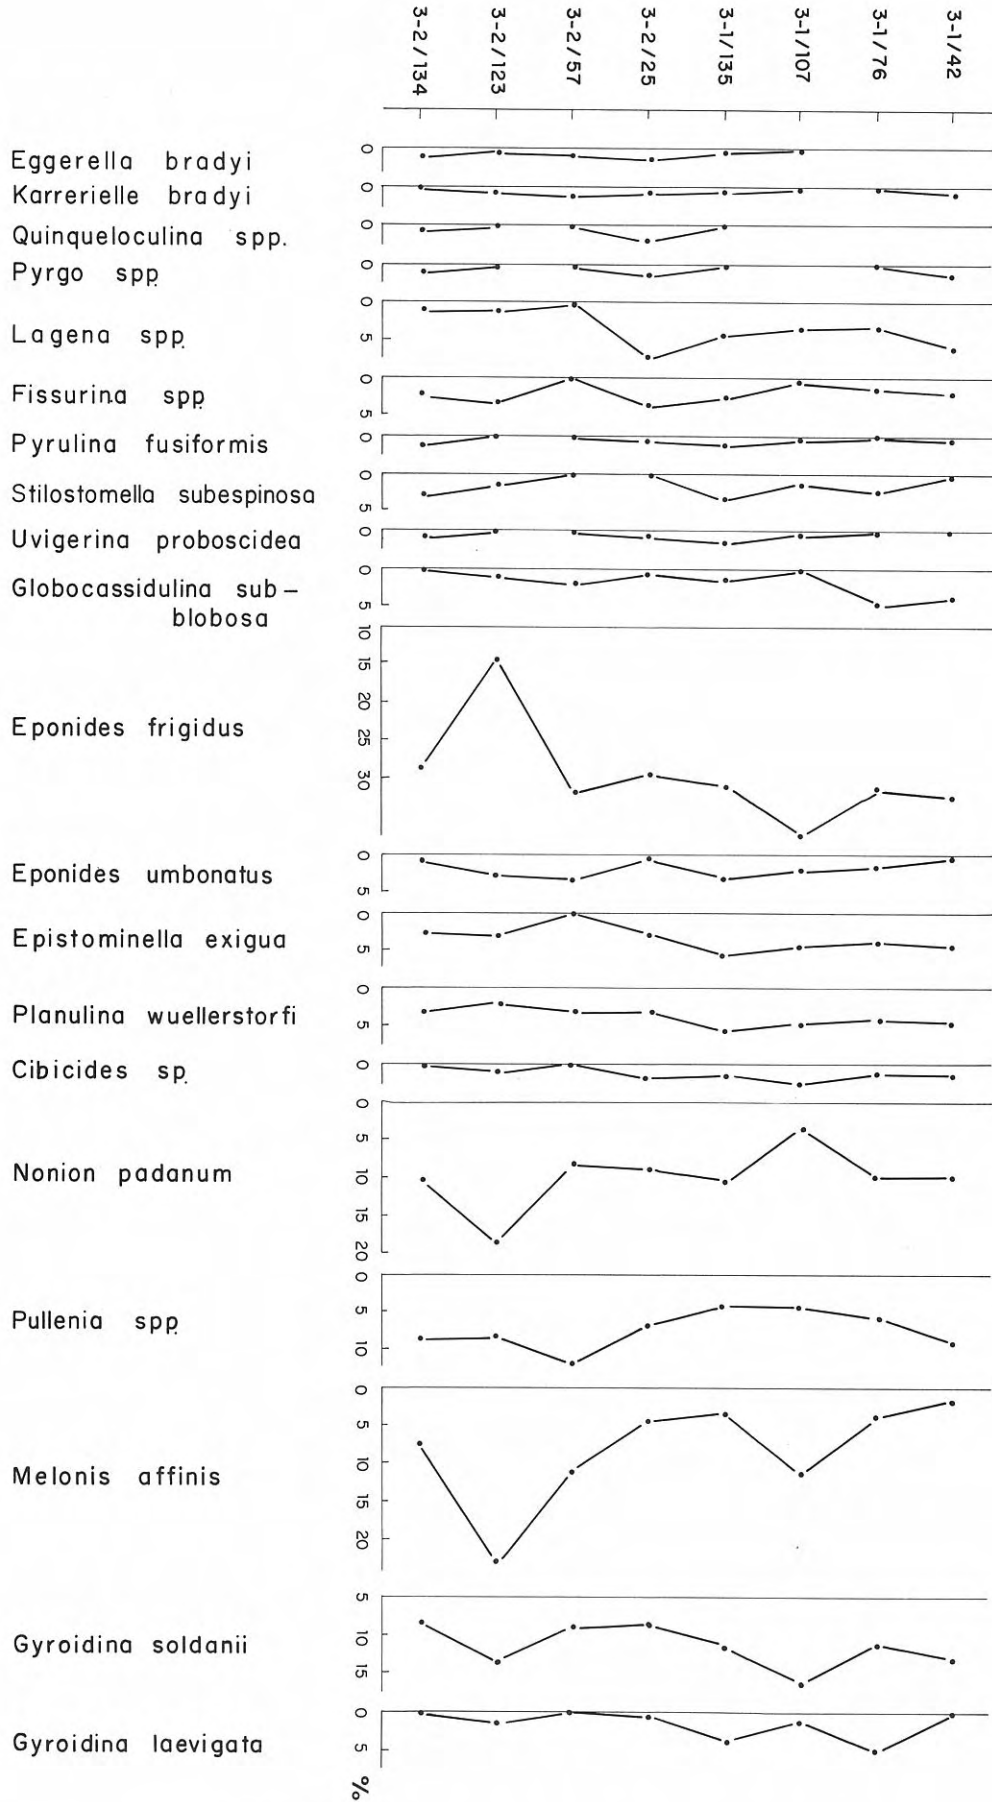 3-2/134
3-2/123
3-2/57
3-2/25
3-1/135
3-1/107
3-1/76
3-1/42
Eggerella bradyi 0
Karrerielle bradyi 0
Quinqueloculina spp. 0
Pyrgo spp. 0
Lagena spp. 0 5
Fissurina spp. 0 5
Pyrulina fusiformis 0
Stilostomella subespinosa 0 5
Uvigerina proboscidea 0
Globocassidulina sub- 0 5
blobosa
Eponides frigidus 10 15 20 25 30
Eponides umbonatus 0 5
Epistominella exigua 0 5
Planulina wuellerstorfi 0 5
Cibicides sp. 0
Nonion padanum 0 5 10 15 20
Pullenia spp. 0 5 10
Melonis affinis 0 5 10 15 20
Gyroidina soldanii 5 10 15
Gyroidina laevigata 0 5
%